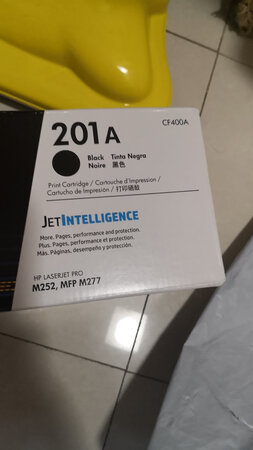 201A
CF400A
Black Tinta Negra
Noire 黑色
Print Cartridge / Cartouche d'Impression /
Cartucho de Impresión / 打印硒鼓
JETINTELLIGENCE
More. Pages, performance and protection.
Plus. Pages, performance et protection.
Más. Páginas, desempeño y protección.
HP LASERJET PRO
M252, MFP M277